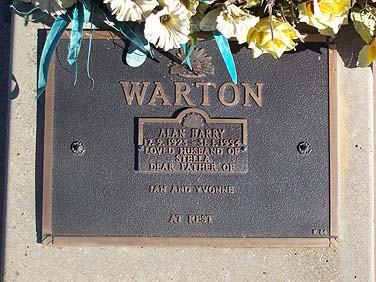 WARTON
ALAN HARRY
17.9.1923 - 31.1.1996
LOVED HUSBAND OF
STELLA
DEAR FATHER OF
IAN AND YVONNE
AT REST